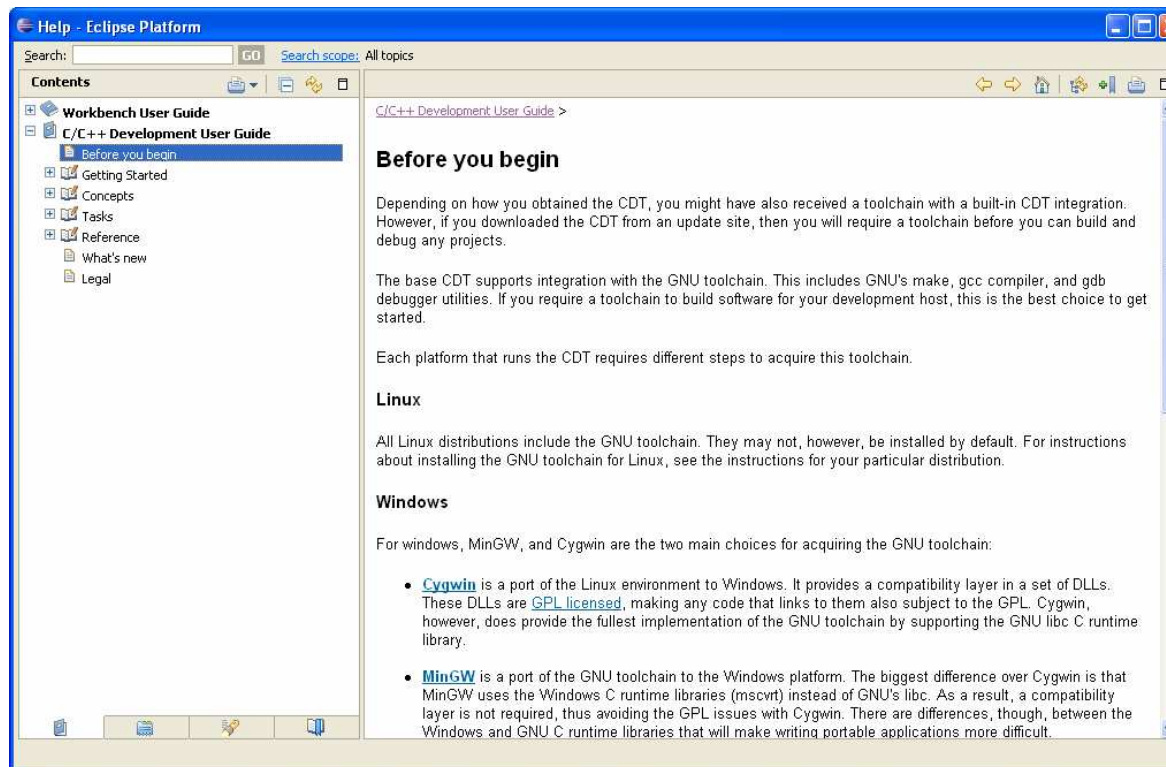 Help - Eclipse Platform
Search: GO Search scope: All topics
Contents
Workbench User Guide
C/C++ Development User Guide
Before you begin
Getting Started
Concepts
Tasks
Reference
What's new
Legal
C/C++ Development User Guide >
Before you begin
Depending on how you obtained the CDT, you might have also received a toolchain with a built-in CDT integration.
However, if you downloaded the CDT from an update site, then you will require a toolchain before you can build and
debug any projects.
The base CDT supports integration with the GNU toolchain. This includes GNU's make, gcc compiler, and gdb
debugger utilities. If you require a toolchain to build software for your development host, this is the best choice to get
started.
Each platform that runs the CDT requires different steps to acquire this toolchain.
Linux
All Linux distributions include the GNU toolchain. They may not, however, be installed by default. For instructions
about installing the GNU toolchain for Linux, see the instructions for your particular distribution.
Windows
For windows, MinGW, and Cygwin are the two main choices for acquiring the GNU toolchain:
• Cygwin is a port of the Linux environment to Windows. It provides a compatibility layer in a set of DLLs.
These DLLs are GPL licensed, making any code that links to them also subject to the GPL. Cygwin,
however, does provide the fullest implementation of the GNU toolchain by supporting the GNU libc C runtime
library.
• MinGW is a port of the GNU toolchain to the Windows platform. The biggest difference over Cygwin is that
MinGW uses the Windows C runtime libraries (mscvrt) instead of GNU's libc. As a result, a compatibility
layer is not required, thus avoiding the GPL issues with Cygwin. There are differences, though, between the
Windows and GNU C runtime libraries that will make writing portable applications more difficult.